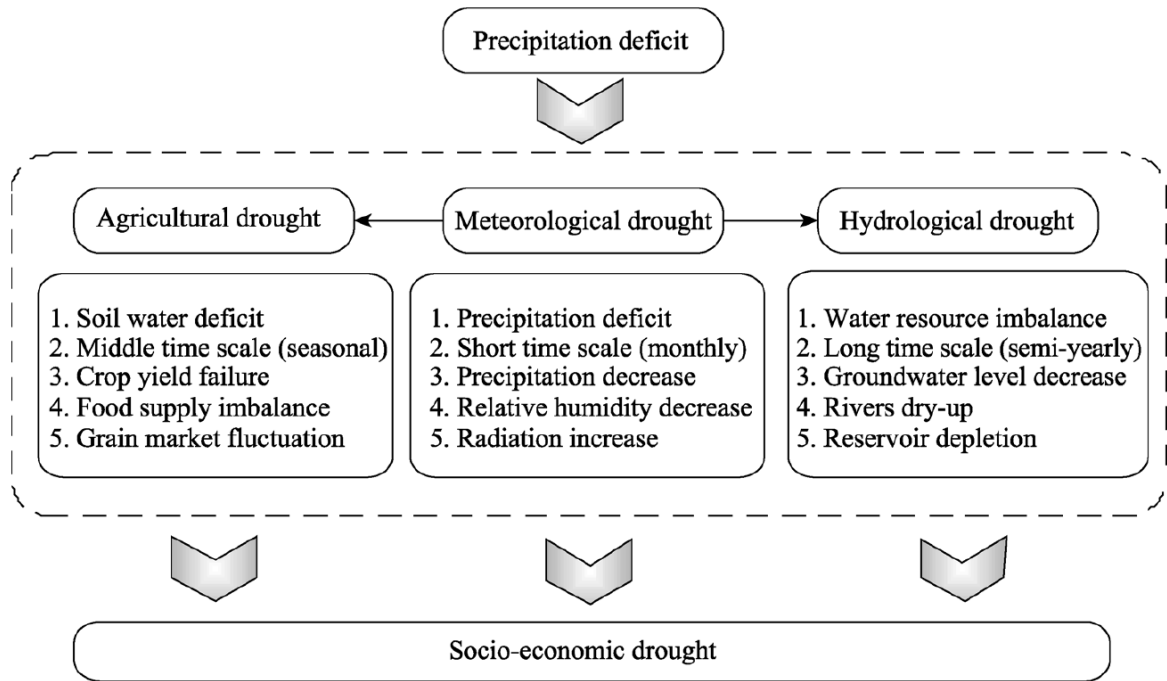 Precipitation deficit
Agricultural drought
Meteorological drought
Hydrological drought
1. Soil water deficit
2. Middle time scale (seasonal)
3. Crop yield failure
4. Food supply imbalance
5. Grain market fluctuation
1. Precipitation deficit
2. Short time scale (monthly)
3. Precipitation decrease
4. Relative humidity decrease
5. Radiation increase
1. Water resource imbalance
2. Long time scale (semi-yearly)
3. Groundwater level decrease
4. Rivers dry-up
5. Reservoir depletion
Socio-economic drought